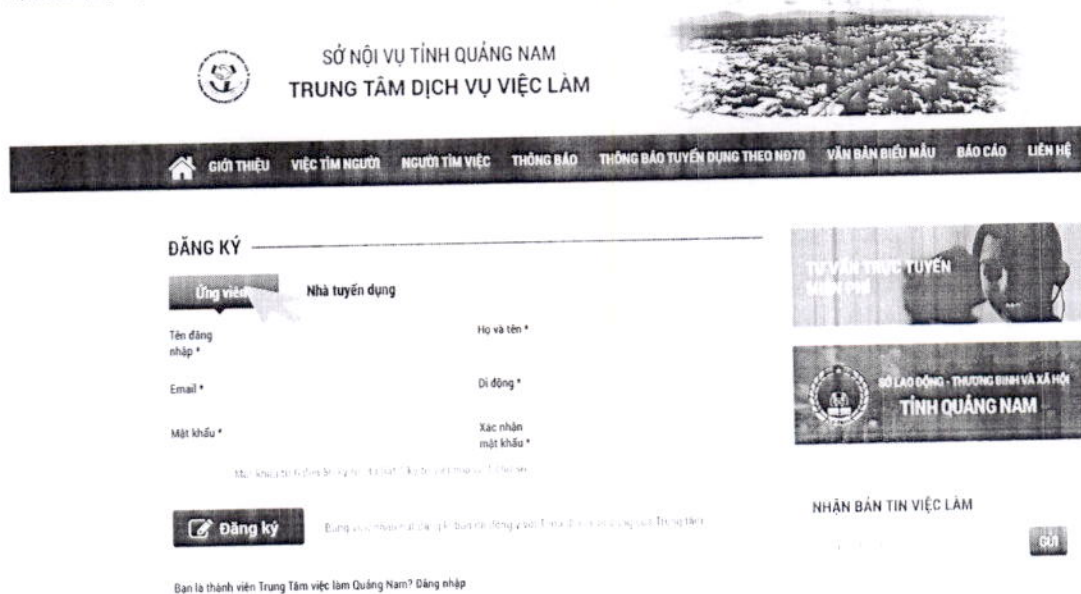 SỞ NỘI VỤ TỈNH QUẢNG NAM
TRUNG TÂM DỊCH VỤ VIỆC LÀM
GIỚI THIỆU VIỆC TÌM NGƯỜI NGƯỜI TÌM VIỆC THÔNG BÁO THÔNG BÁO TUYỂN DỤNG THEO NĐ70 VĂN BẢN BIỂU MẪU BÁO CÁO LIÊN HỆ
ĐĂNG KÝ
Ứng viên
Nhà tuyển dụng
Tên đăng
nhập *
Họ và tên *
Email *
Di động *
Mật khẩu *
Xác nhận
mật khẩu *
Đăng ký
Bạn là thành viên Trung Tâm việc làm Quảng Nam? Đăng nhập
TƯ VẤN TRỰC TUYẾN
MIỄN PHÍ
SỞ LAO ĐỘNG - THƯƠNG BINH VÀ XÃ HỘI
TỈNH QUẢNG NAM
NHẬN BẢN TIN VIỆC LÀM
GỬI